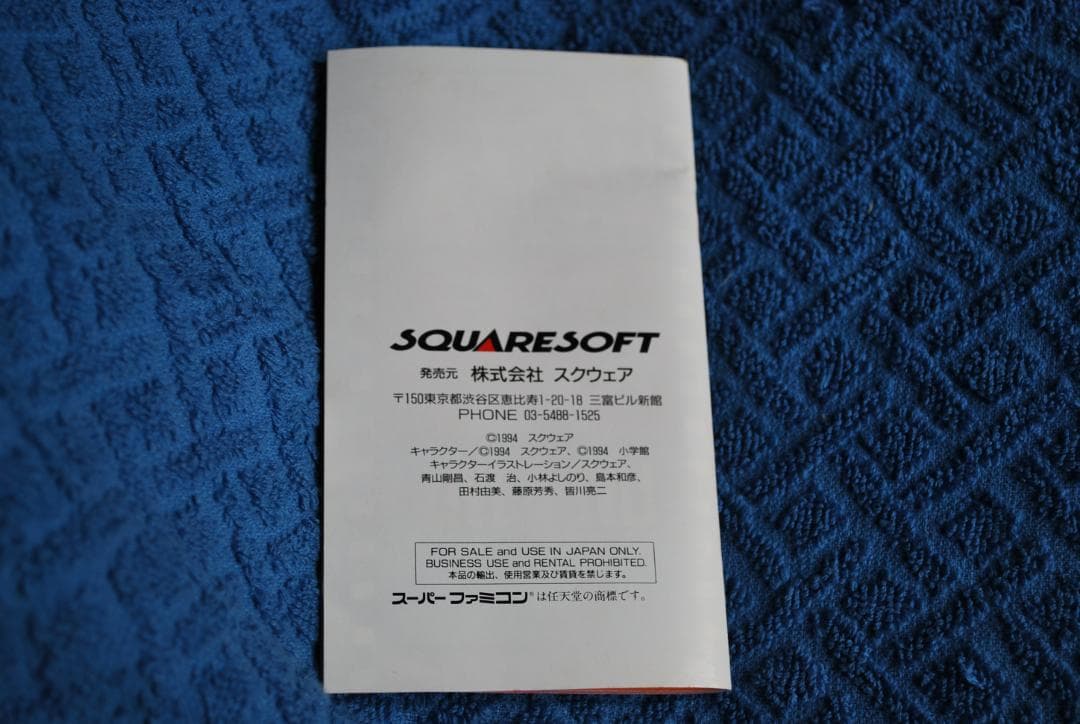 SQUARESOFT
発売元 株式会社 スクウェア
〒150東京都渋谷区恵比寿1-20-18 三富ビル新館
PHONE 03-5488-1525
©1994 スクウェア
キャラクター/©1994 スクウェア、©1994 小学館
キャラクターイラストレーション/スクウェア、
青山剛昌、石渡 治、小林よしのり、島本和彦、
田村由美、藤原芳秀、皆川亮二
FOR SALE and USE IN JAPAN ONLY.
BUSINESS USE and RENTAL PROHIBITED.
本品の輸出、使用営業及び賃貸を禁じます。
スーパーファミコン®は任天堂の商標です。